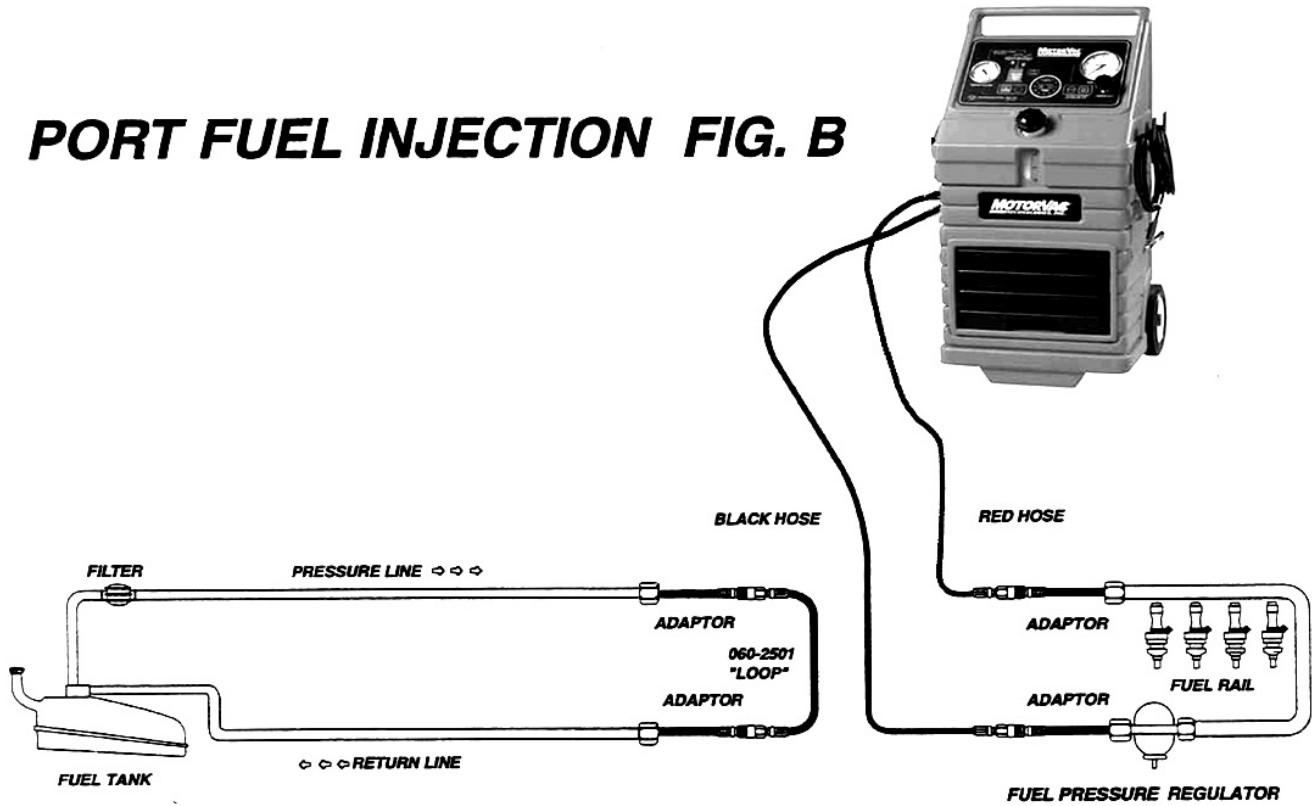 PORT FUEL INJECTION FIG. B
MOTORVAC
MOTORVAC
BLACK HOSE
RED HOSE
FILTER
PRESSURE LINE ⇨ ⇨ ⇨
ADAPTOR
ADAPTOR
060-2501
"LOOP"
ADAPTOR
ADAPTOR
FUEL RAIL
⇦ ⇦ ⇦ RETURN LINE
FUEL TANK
FUEL PRESSURE REGULATOR